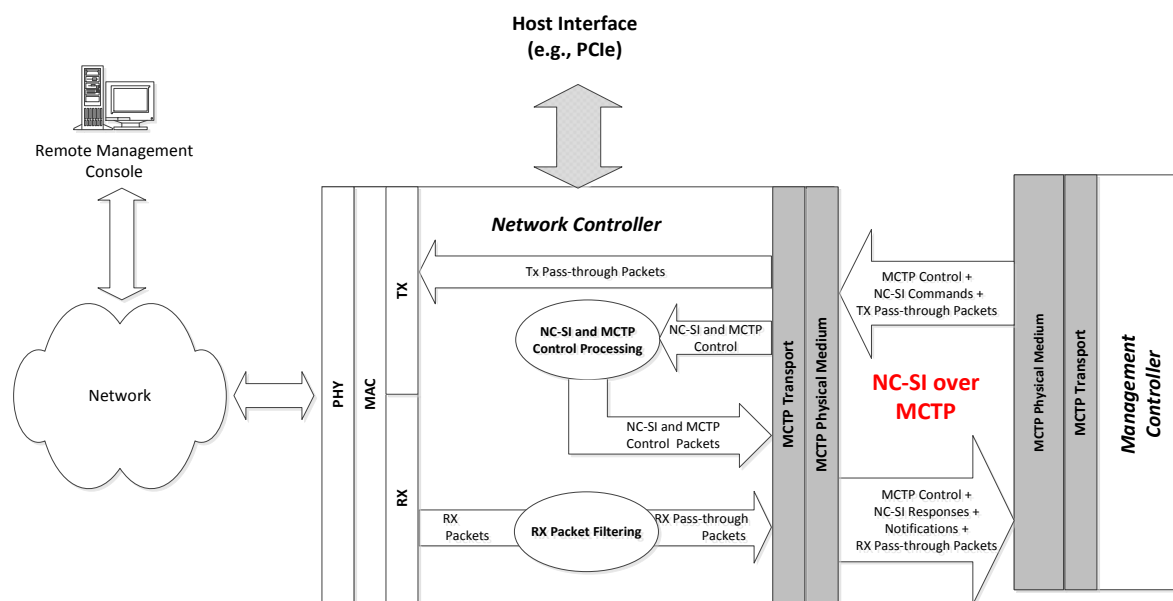 Host Interface
(e.g., PCIe)
Remote Management
Console
Network
PHY
MAC
TX
RX
Network Controller
Tx Pass-through Packets
NC-SI and MCTP
Control Processing
NC-SI and MCTP
Control
NC-SI and MCTP
Control Packets
RX
Packets
RX Packet Filtering
RX Pass-through
Packets
MCTP Transport
MCTP Physical Medium
MCTP Control +
NC-SI Commands +
TX Pass-through Packets
NC-SI over
MCTP
MCTP Control +
NC-SI Responses +
Notifications +
RX Pass-through Packets
MCTP Physical Medium
MCTP Transport
Management
Controller